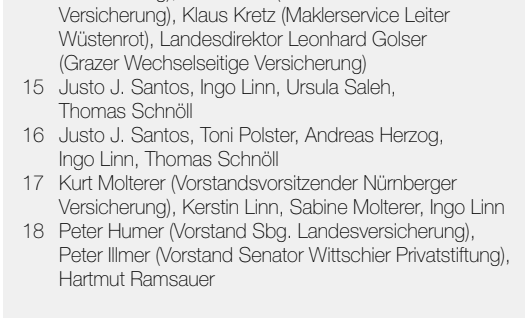 Versicherung), Klaus Kretz (Maklerservice Leiter
Wüstenrot), Landesdirektor Leonhard Golser
(Grazer Wechselseitige Versicherung)
15 Justo J. Santos, Ingo Linn, Ursula Saleh,
Thomas Schnöll
16 Justo J. Santos, Toni Polster, Andreas Herzog,
Ingo Linn, Thomas Schnöll
17 Kurt Molterer (Vorstandsvorsitzender Nürnberger
Versicherung), Kerstin Linn, Sabine Molterer, Ingo Linn
18 Peter Humer (Vorstand Sbg. Landesversicherung),
Peter Illmer (Vorstand Senator Wittschier Privatstiftung),
Hartmut Ramsauer